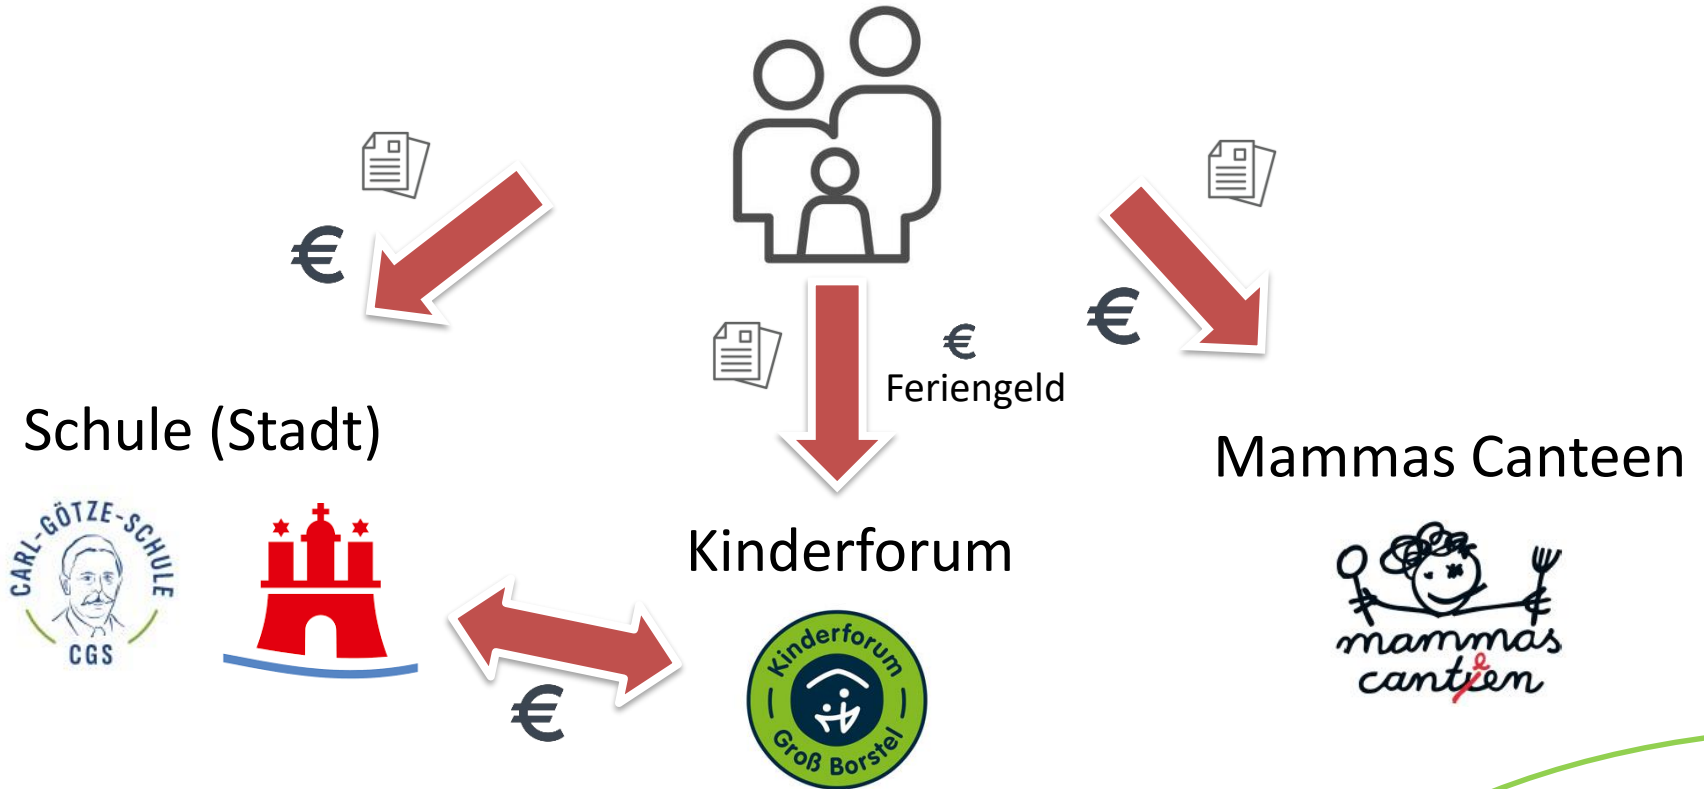 €
€
€
Feriengeld
Schule (Stadt)
Mammas Canteen
CARL-GÖTZE-SCHULE
CGS
Kinderforum
€
Kinderforum
Groß Borstel
mammas
canteen